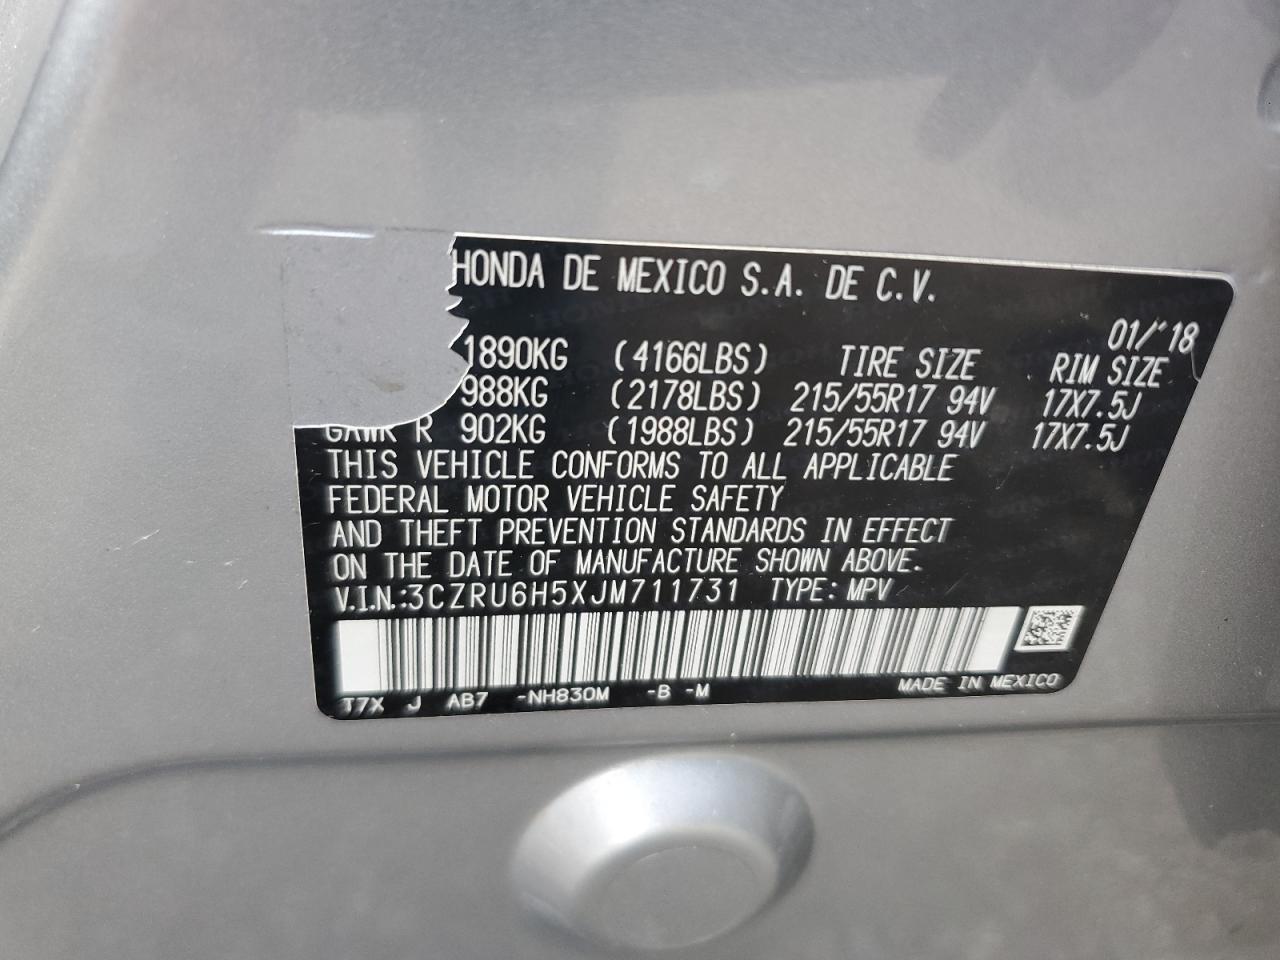 HONDA DE MEXICO S.A. DE C.V.
01/'18
1890KG (4166LBS) TIRE SIZE RIM SIZE
988KG (2178LBS) 215/55R17 94V 17X7.5J
GAWR R 902KG (1988LBS) 215/55R17 94V 17X7.5J
THIS VEHICLE CONFORMS TO ALL APPLICABLE
FEDERAL MOTOR VEHICLE SAFETY
AND THEFT PREVENTION STANDARDS IN EFFECT
ON THE DATE OF MANUFACTURE SHOWN ABOVE.
V.I.N.:3CZRU6H5XJM711731 TYPE: MPV
T7X J AB7 -NH830M -B -M MADE IN MEXICO